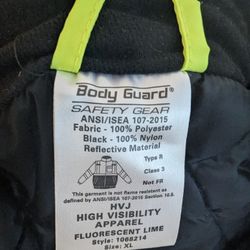 Body Guard®
SAFETY GEAR
ANSI/ISEA 107-2015
Fabric - 100% Polyester
Black - 100% Nylon
Reflective Material
Type R
Class 3
Not FR
This garment is not flame resistant as
defined by ANSI/ISEA 107-2015 Section 10.5.
HVJ
HIGH VISIBILITY
APPAREL
FLUORESCENT LIME
Style: 1068214
Size: XL